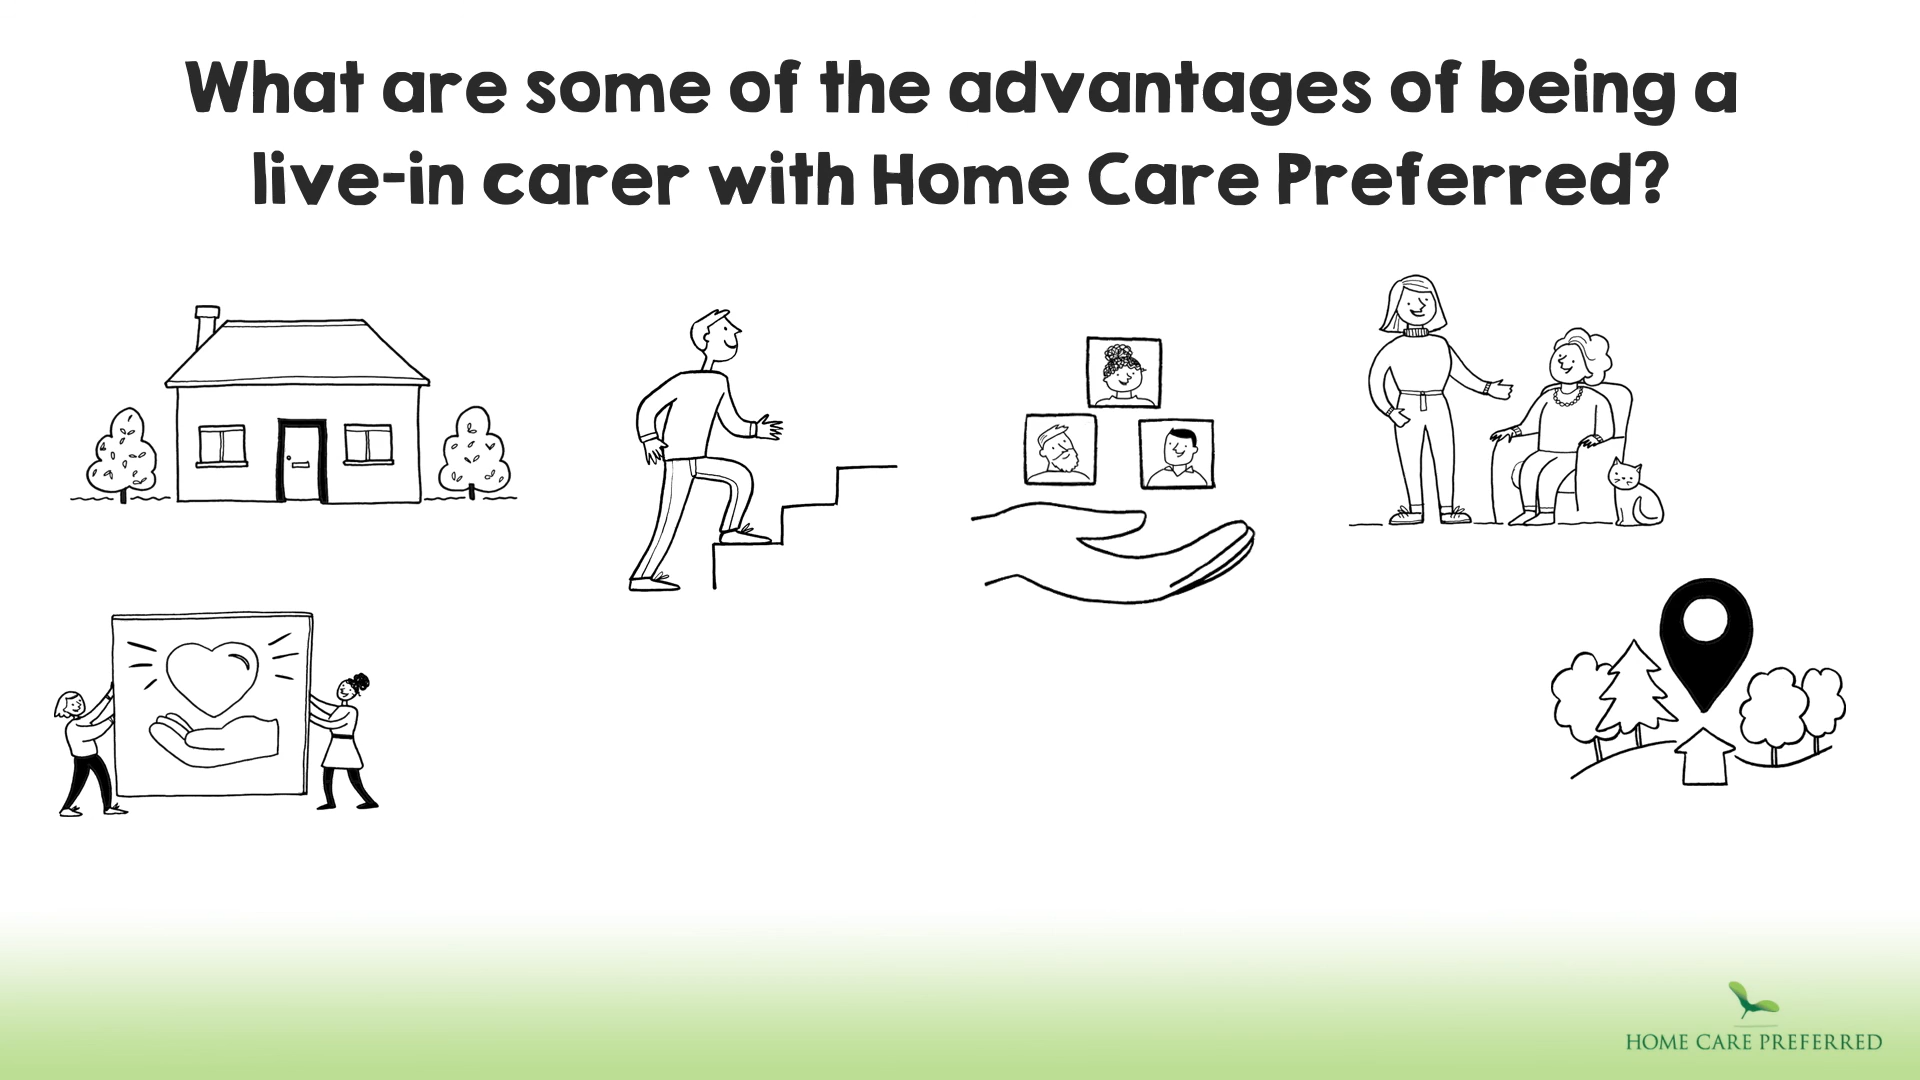 What are some of the advantages of being a
live-in carer with Home Care Preferred?
HOME CARE PREFERRED